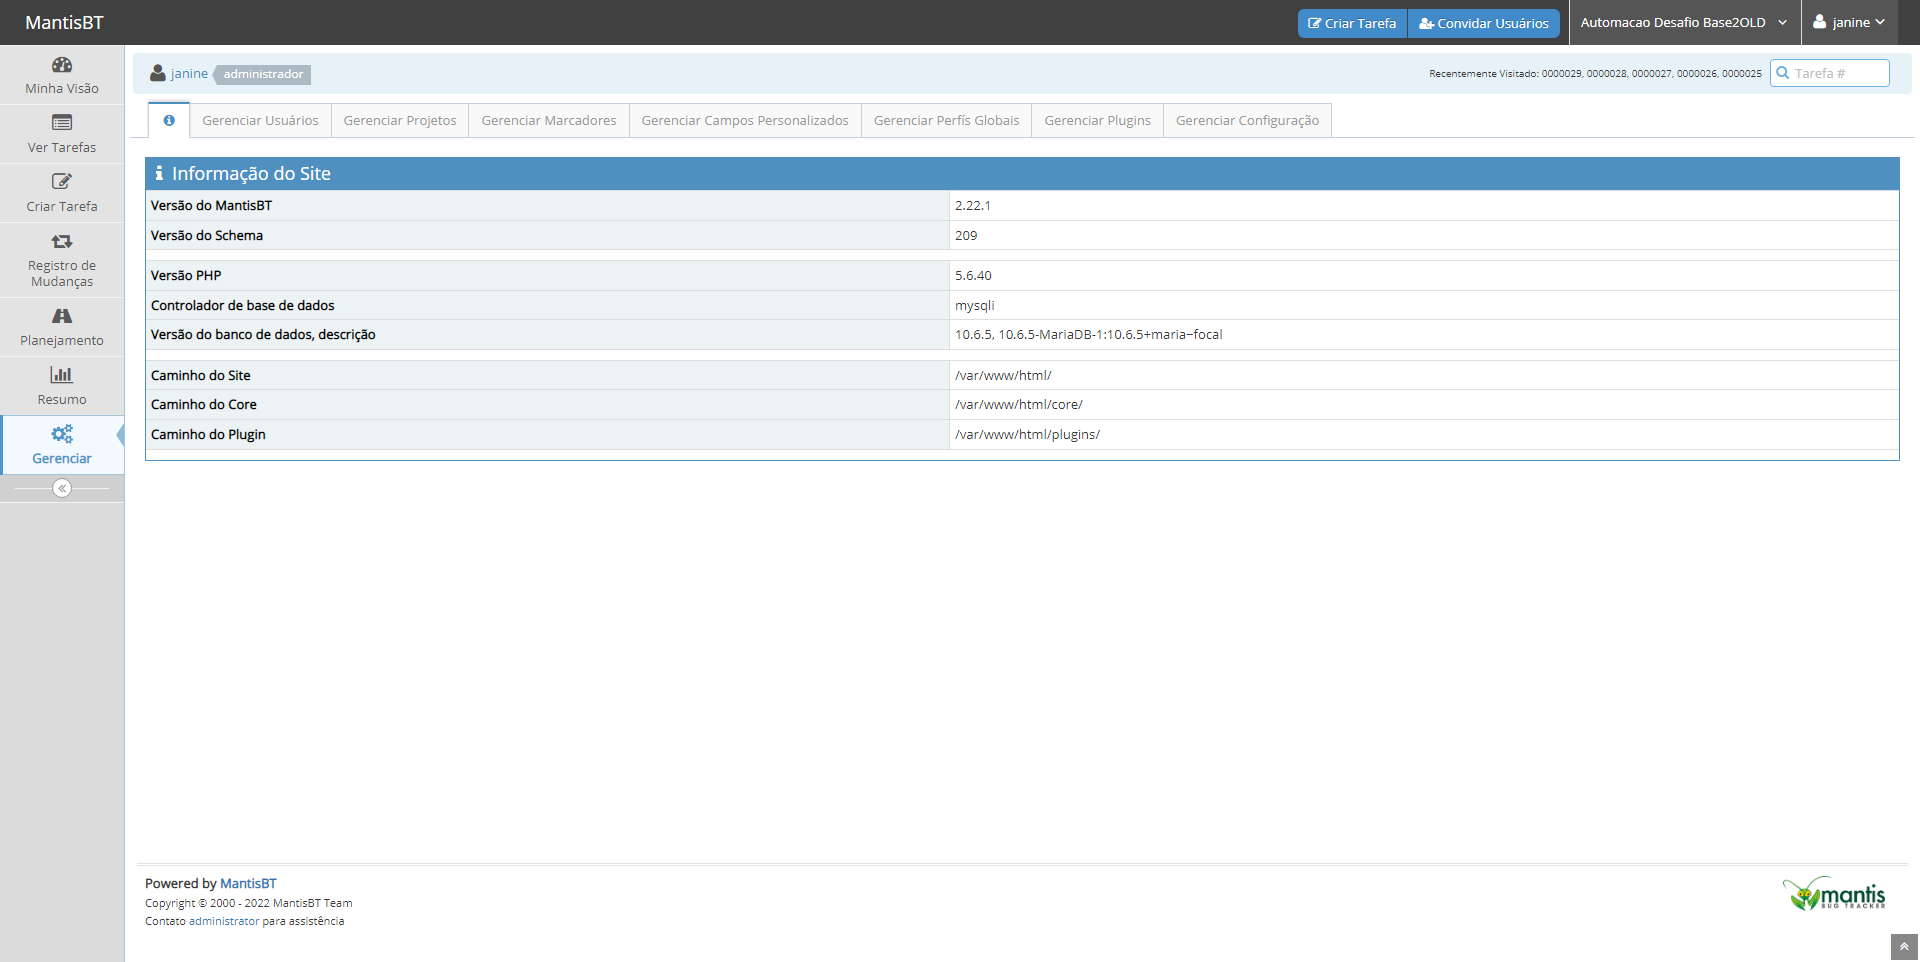 MantisBT
Criar Tarefa
Convidar Usuários
Automacao Desafio Base2OLD
janine
Minha Visão
Ver Tarefas
Criar Tarefa
Registro de
Mudanças
Planejamento
Resumo
Gerenciar
janine administrador
Recentemente Visitado: 0000029, 0000028, 0000027, 0000026, 0000025
Tarefa #
Gerenciar Usuários
Gerenciar Projetos
Gerenciar Marcadores
Gerenciar Campos Personalizados
Gerenciar Perfís Globais
Gerenciar Plugins
Gerenciar Configuração
Informação do Site
Versão do MantisBT 2.22.1
Versão do Schema 209
Versão PHP 5.6.40
Controlador de base de dados mysqli
Versão do banco de dados, descrição 10.6.5, 10.6.5-MariaDB-1:10.6.5+maria~focal
Caminho do Site /var/www/html/
Caminho do Core /var/www/html/core/
Caminho do Plugin /var/www/html/plugins/
Powered by MantisBT
Copyright © 2000 - 2022 MantisBT Team
Contato administrator para assistência
mantis
BUG TRACKER